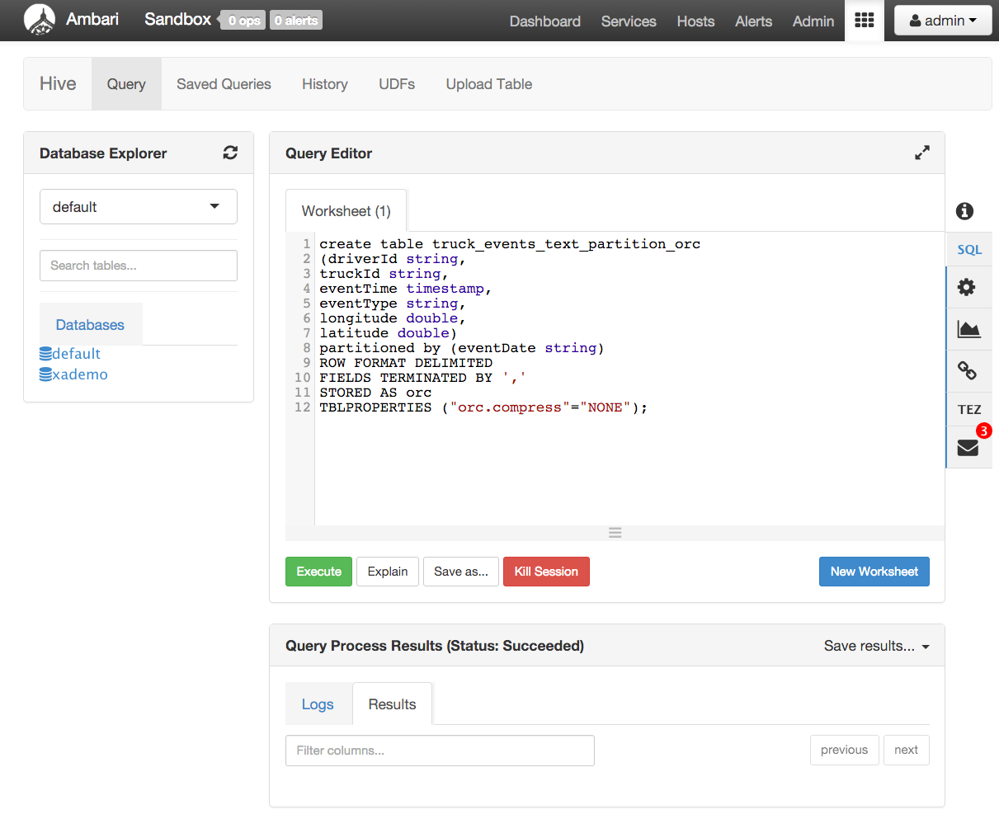 Ambari Sandbox 0 ops 0 alerts Dashboard Services Hosts Alerts Admin admin
Hive Query Saved Queries History UDFs Upload Table
Database Explorer
default
Search tables...
Databases
default
xademo
Query Editor
Worksheet (1)
1 create table truck_events_text_partition_orc
2 (driverId string,
3 truckId string,
4 eventTime timestamp,
5 eventType string,
6 longitude double,
7 latitude double)
8 partitioned by (eventDate string)
9 ROW FORMAT DELIMITED
10 FIELDS TERMINATED BY ','
11 STORED AS orc
12 TBLPROPERTIES ("orc.compress"="NONE");
Execute Explain Save as... Kill Session New Worksheet
SQL
TEZ
3
Query Process Results (Status: Succeeded) Save results...
Logs Results
Filter columns... previous next